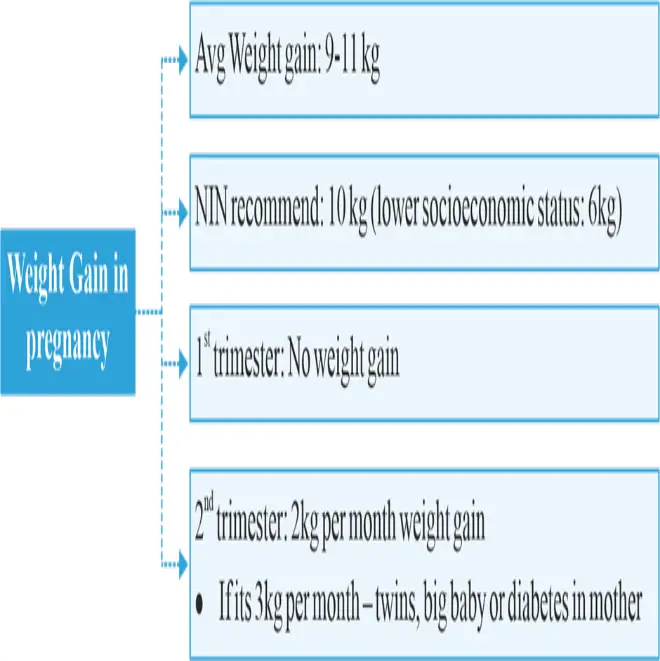 Weight Gain in
pregnancy
Avg Weight gain: 9-11 kg
NIN recommend: 10 kg (lower socioeconomic status: 6kg)
1st trimester: No weight gain
2nd trimester: 2kg per month weight gain
• If its 3kg per month – twins, big baby or diabetes in mother